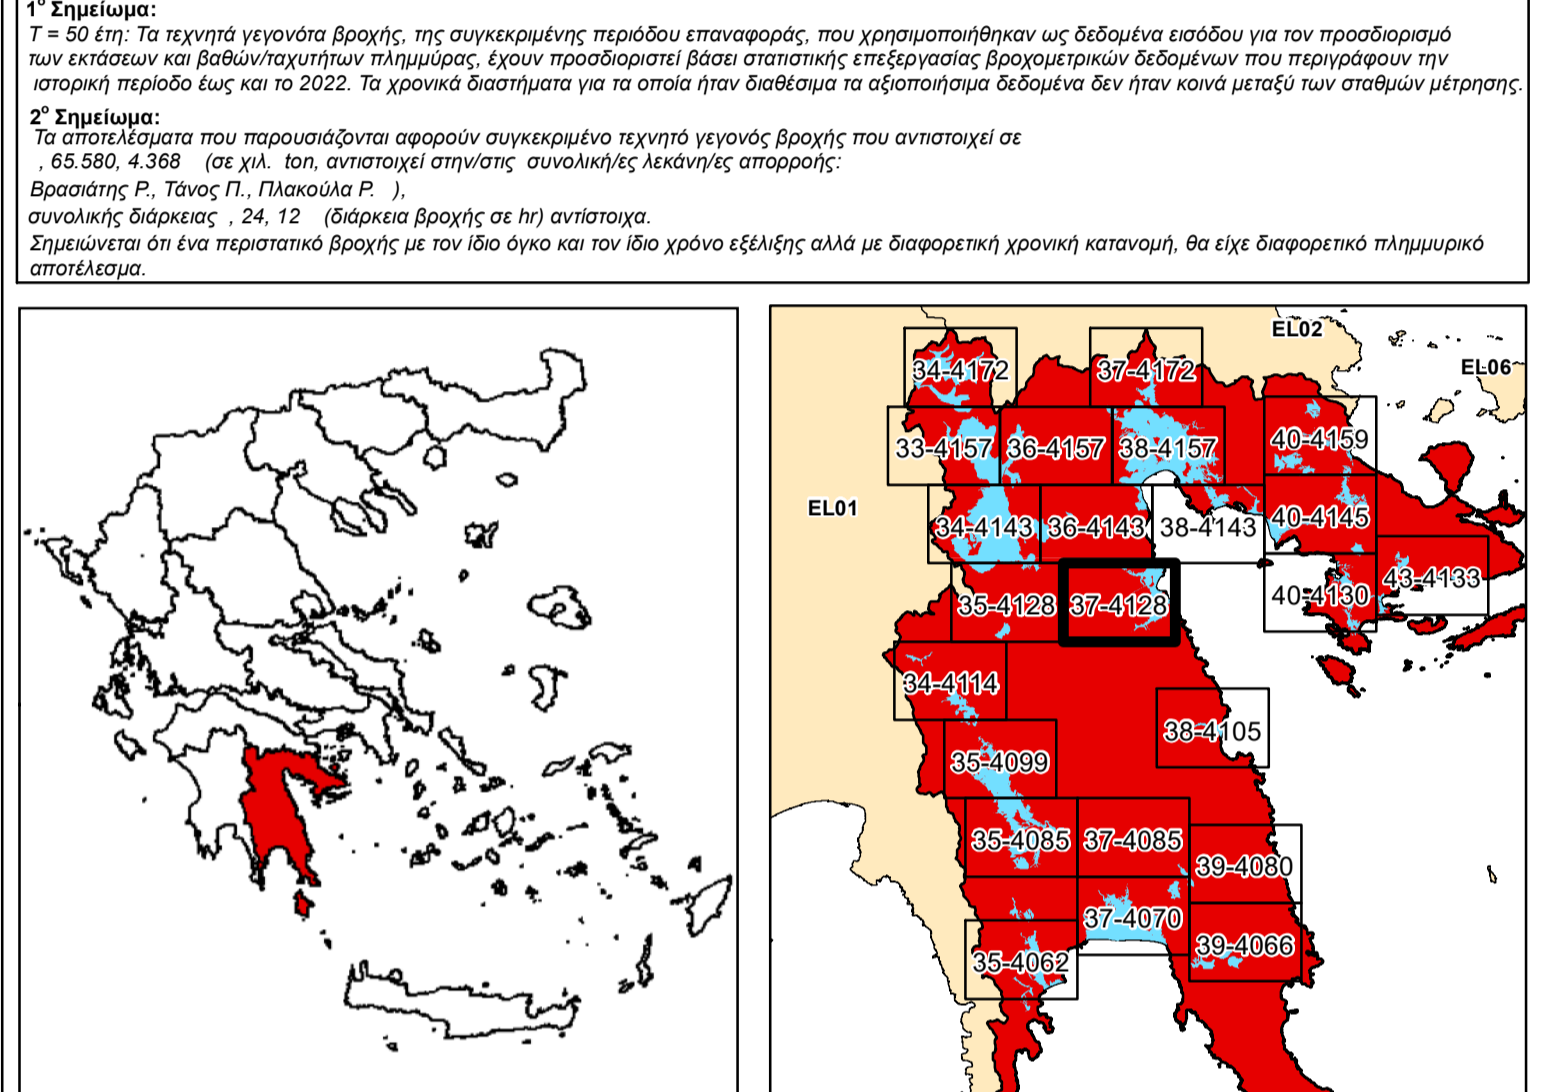 1ο Σημείωμα:
T = 50 έτη: Τα τεχνητά γεγονότα βροχής, της συγκεκριμένης περιόδου επαναφοράς, που χρησιμοποιήθηκαν ως δεδομένα εισόδου για τον προσδιορισμό
των εκτάσεων και βαθών/ταχυτήτων πλημμύρας, έχουν προσδιοριστεί βάσει στατιστικής επεξεργασίας βροχομετρικών δεδομένων που περιγράφουν την
ιστορική περίοδο έως και το 2022. Τα χρονικά διαστήματα για τα οποία ήταν διαθέσιμα τα αξιοποιήσιμα δεδομένα δεν ήταν κοινά μεταξύ των σταθμών μέτρησης.
2ο Σημείωμα:
Τα αποτελέσματα που παρουσιάζονται αφορούν συγκεκριμένο τεχνητό γεγονός βροχής που αντιστοιχεί σε
, 65.580, 4.368 (σε χιλ. ton, αντιστοιχεί στην/στις συνολική/ες λεκάνη/ες απορροής:
Βρασιάτης Ρ., Τάνος Π., Πλακούλα Ρ. ),
συνολικής διάρκειας , 24, 12 (διάρκεια βροχής σε hr) αντίστοιχα.
Σημειώνεται ότι ένα περιστατικό βροχής με τον ίδιο όγκο και τον ίδιο χρόνο εξέλιξης αλλά με διαφορετική χρονική κατανομή, θα είχε διαφορετικό πλημμυρικό
αποτέλεσμα.
EL02
EL06
34-4172
37-4172
33-4157
36-4157
38-4157
40-4159
EL01
34-4143
36-4143
38-4143
40-4145
35-4128
37-4128
40-4130
43-4133
34-4114
38-4105
35-4099
35-4085
37-4085
39-4080
37-4070
39-4066
35-4062